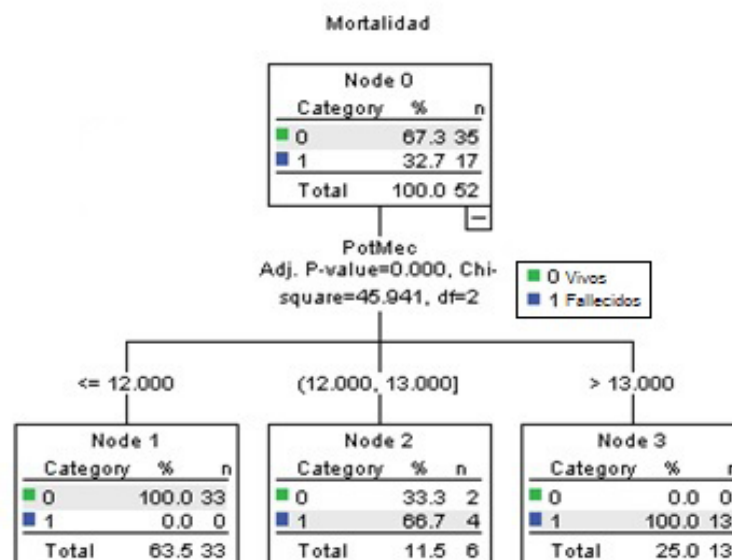 Mortalidad
Node 0
Category % n
0 67.3 35
1 32.7 17
Total 100.0 52
PotMec
Adj. P-value=0.000, Chi-
square=45.941, df=2
0 Vivos
1 Fallecidos
<= 12.000
(12.000, 13.000]
> 13.000
Node 1
Category % n
0 100.0 33
1 0.0 0
Total 63.5 33
Node 2
Category % n
0 33.3 2
1 66.7 4
Total 11.5 6
Node 3
Category % n
0 0.0 0
1 100.0 13
Total 25.0 13